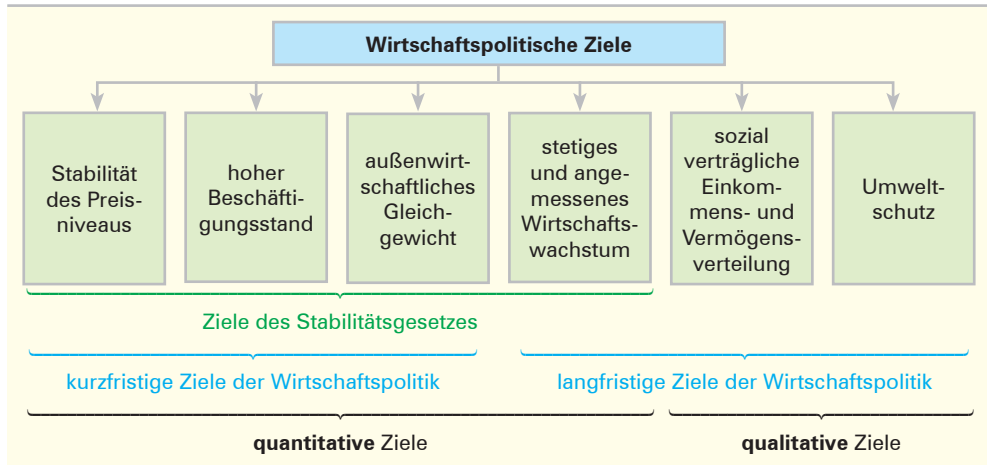 Wirtschaftspolitische Ziele
Stabilität
des Preis-
niveaus
hoher
Beschäfti-
gungsstand
außenwirt-
schaftliches
Gleich-
gewicht
stetiges
und ange-
messenes
Wirtschafts-
wachstum
sozial
verträgliche
Einkom-
mens- und
Vermögens-
verteilung
Umwelt-
schutz
Ziele des Stabilitätsgesetzes
kurzfristige Ziele der Wirtschaftspolitik
langfristige Ziele der Wirtschaftspolitik
quantitative Ziele
qualitative Ziele